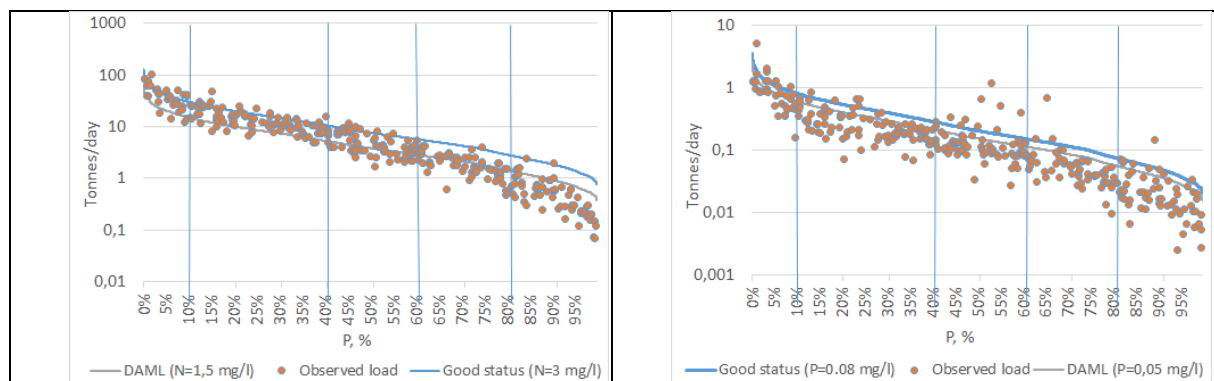 1000
100
10
1
0,1
0,01
Tonnes/day
0% 5% 10% 15% 20% 25% 30% 35% 40% 45% 50% 55% 60% 65% 70% 75% 80% 85% 90% 95%
P, %
DAML (N=1,5 mg/l) Observed load Good status (N=3 mg/l)
10
1
0,1
0,01
0,001
Tonnes/day
0% 5% 10% 15% 20% 25% 30% 35% 40% 45% 50% 55% 60% 65% 70% 75% 80% 85% 90% 95%
P, %
Good status (P=0.08 mg/l) Observed load DAML (P=0,05 mg/l)